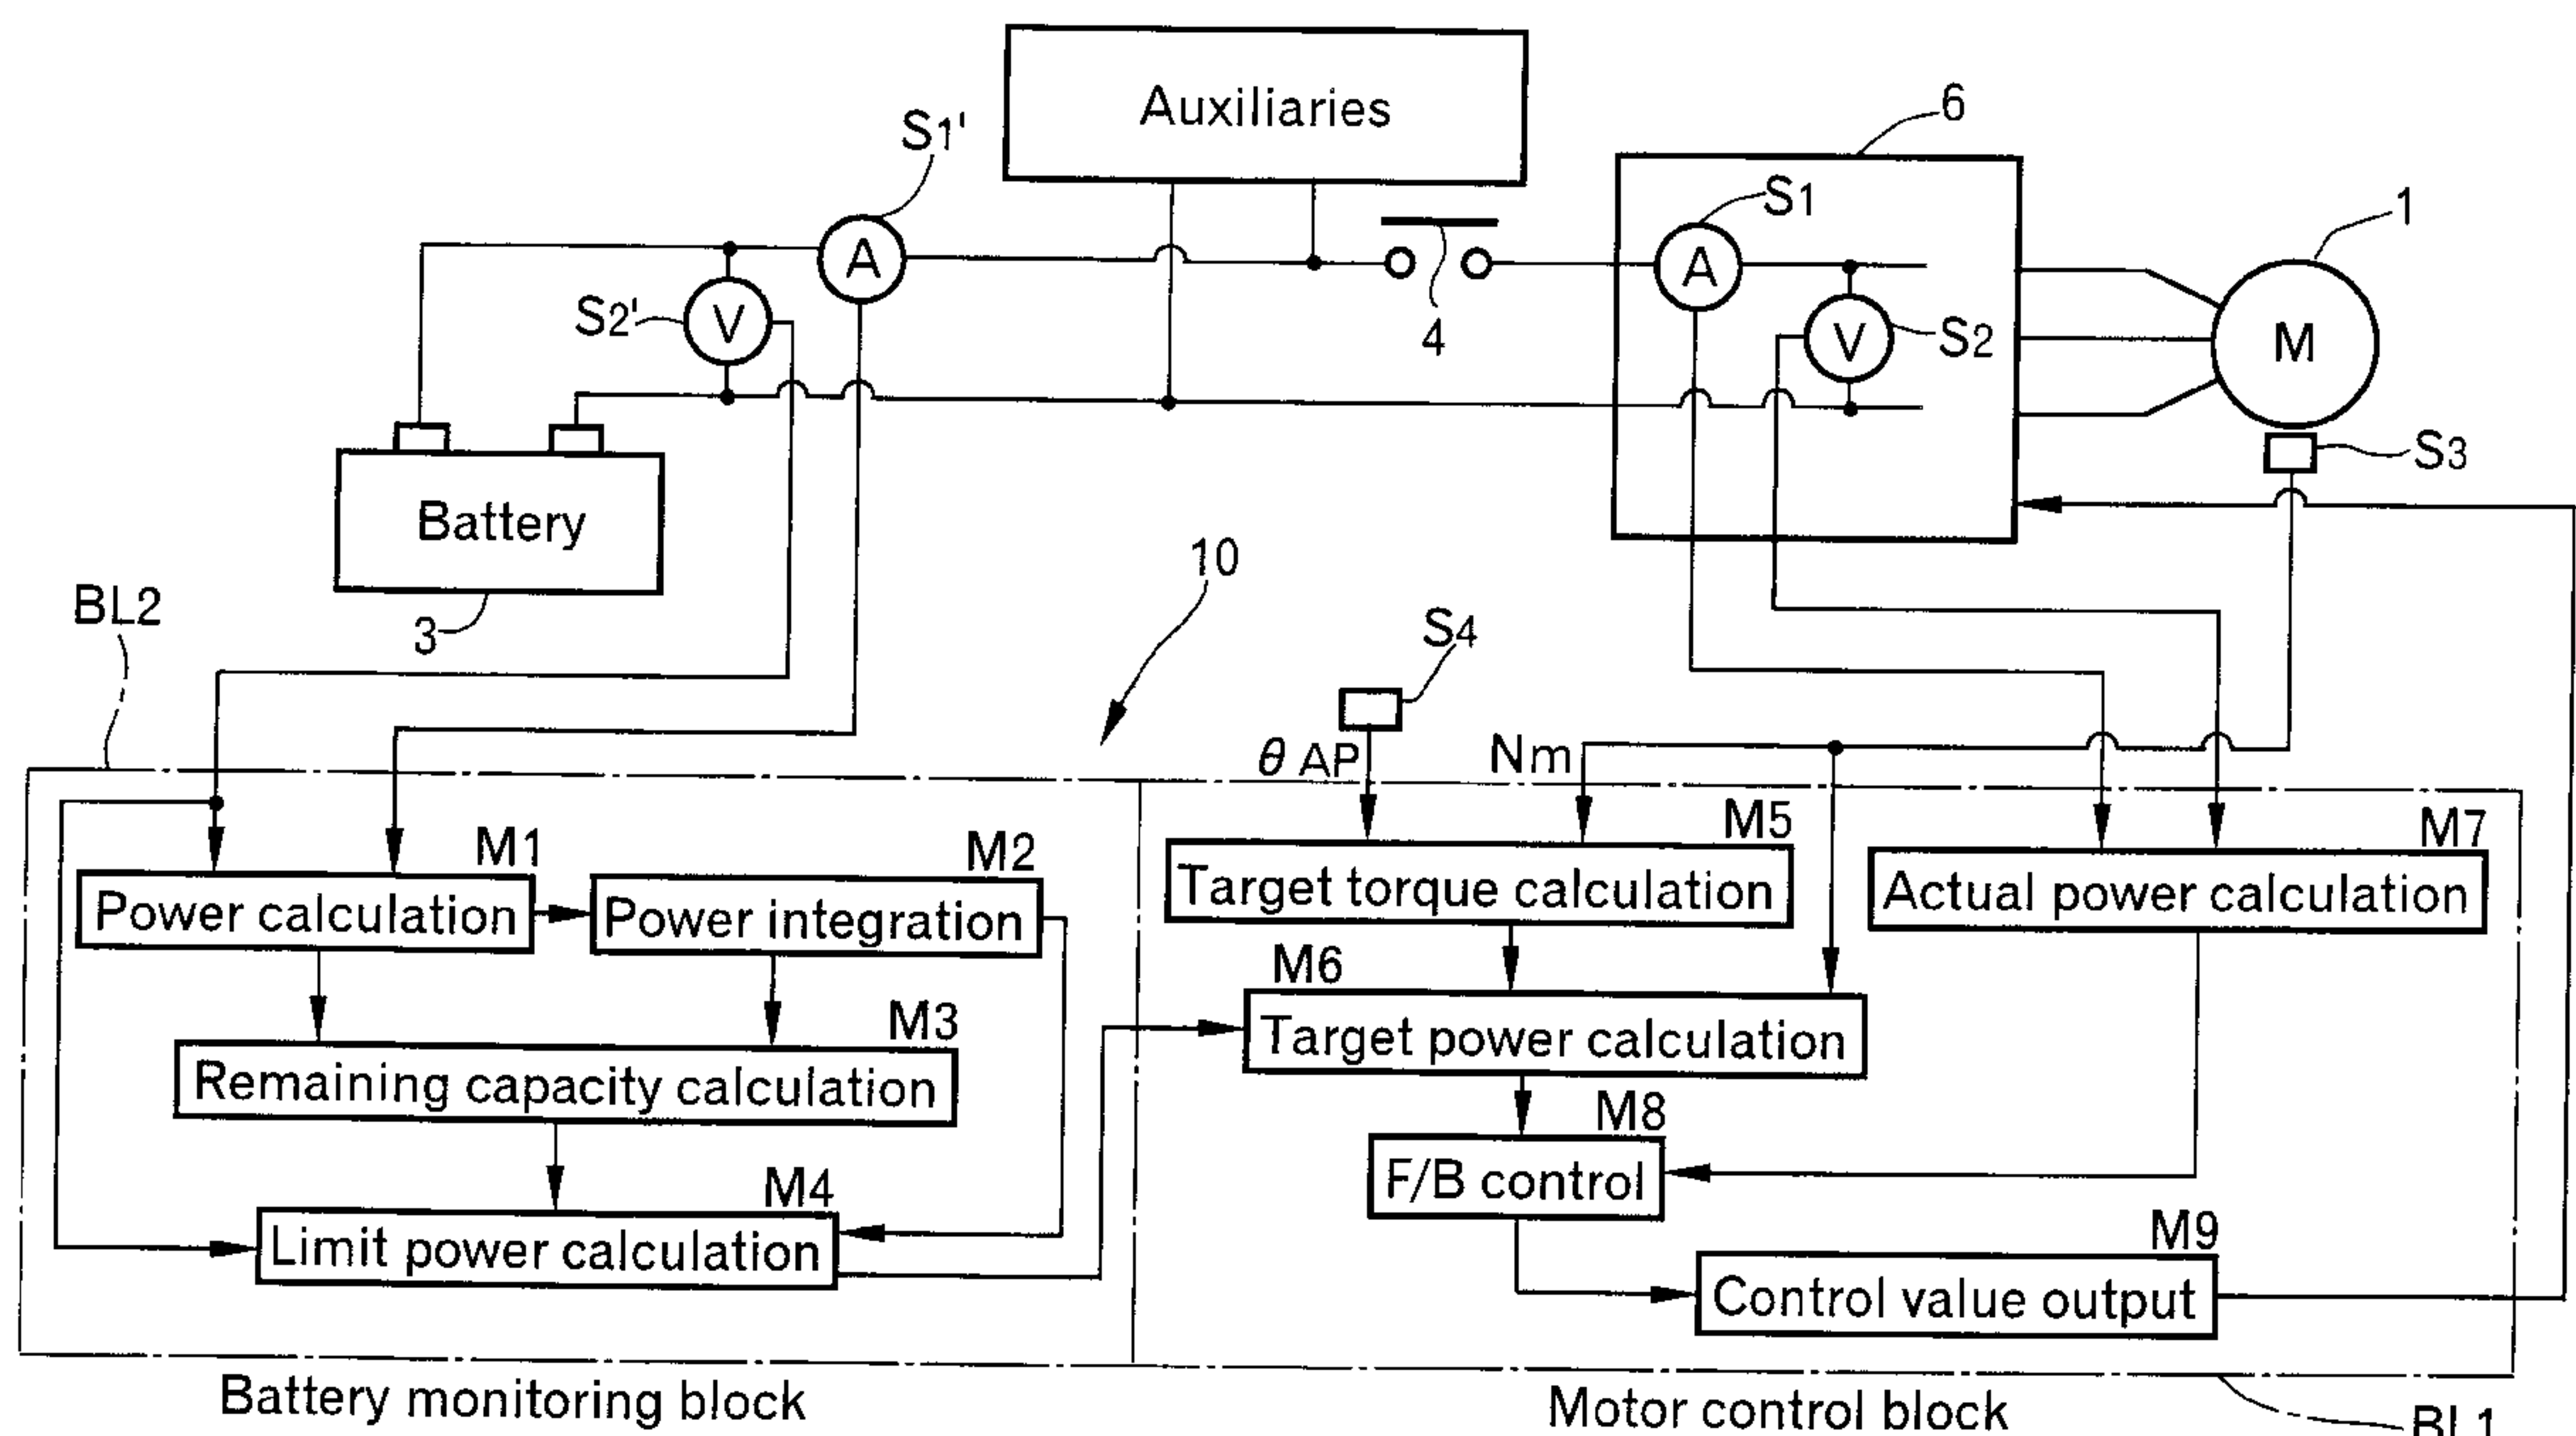 Auxiliaries
6
S1'
S1
1
A
A
S2'
V
4
V
S2
M
S3
Battery
10
BL2
3
S4
θ AP
Nm
M1
M2
M5
M7
Power calculation
Power integration
Target torque calculation
Actual power calculation
M6
M3
Target power calculation
Remaining capacity calculation
M8
M4
F/B control
Limit power calculation
M9
Control value output
Battery monitoring block
Motor control block
BL1